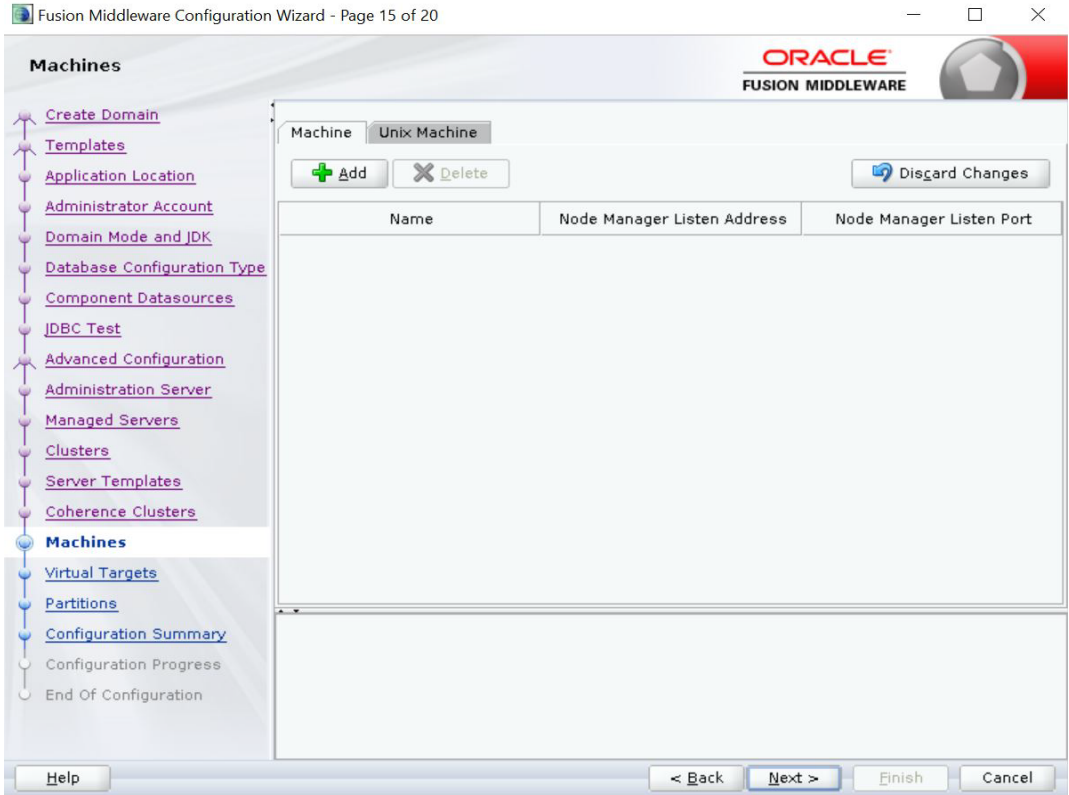 Fusion Middleware Configuration Wizard - Page 15 of 20
Machines
ORACLE
FUSION MIDDLEWARE
Create Domain
Templates
Application Location
Administrator Account
Domain Mode and JDK
Database Configuration Type
Component Datasources
JDBC Test
Advanced Configuration
Administration Server
Managed Servers
Clusters
Server Templates
Coherence Clusters
Machines
Virtual Targets
Partitions
Configuration Summary
Configuration Progress
End Of Configuration
Machine Unix Machine
Add Delete Discard Changes
Name Node Manager Listen Address Node Manager Listen Port
Help < Back Next > Finish Cancel